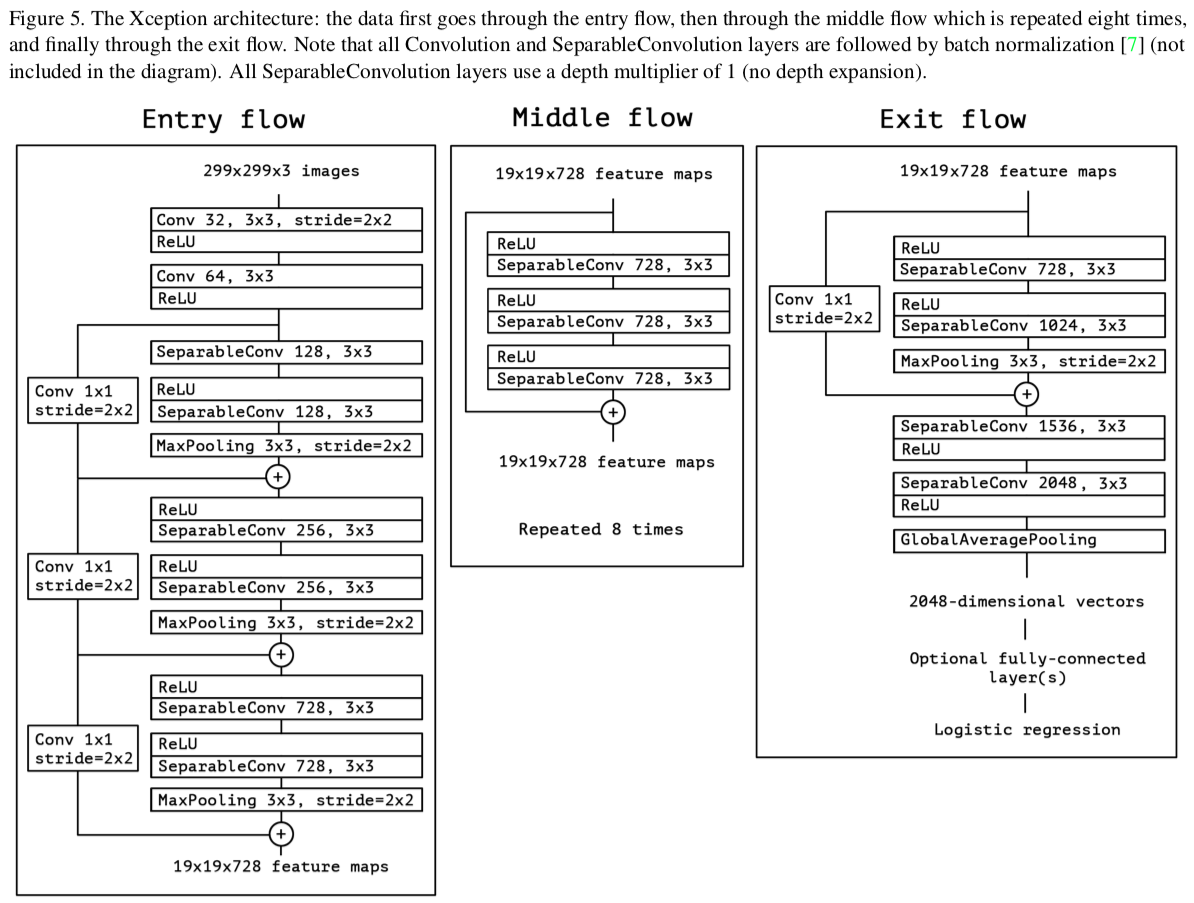 Figure 5. The Xception architecture: the data first goes through the entry flow, then through the middle flow which is repeated eight times,
and finally through the exit flow. Note that all Convolution and SeparableConvolution layers are followed by batch normalization [7] (not
included in the diagram). All SeparableConvolution layers use a depth multiplier of 1 (no depth expansion).
Entry flow
299x299x3 images
Conv 32, 3x3, stride=2x2
ReLU
Conv 64, 3x3
ReLU
SeparableConv 128, 3x3
Conv 1x1
stride=2x2
ReLU
SeparableConv 128, 3x3
MaxPooling 3x3, stride=2x2
+
ReLU
SeparableConv 256, 3x3
Conv 1x1
stride=2x2
ReLU
SeparableConv 256, 3x3
MaxPooling 3x3, stride=2x2
+
ReLU
SeparableConv 728, 3x3
Conv 1x1
stride=2x2
ReLU
SeparableConv 728, 3x3
MaxPooling 3x3, stride=2x2
+
19x19x728 feature maps
Middle flow
19x19x728 feature maps
ReLU
SeparableConv 728, 3x3
ReLU
SeparableConv 728, 3x3
ReLU
SeparableConv 728, 3x3
+
19x19x728 feature maps
Repeated 8 times
Exit flow
19x19x728 feature maps
ReLU
SeparableConv 728, 3x3
Conv 1x1
stride=2x2
ReLU
SeparableConv 1024, 3x3
MaxPooling 3x3, stride=2x2
+
SeparableConv 1536, 3x3
ReLU
SeparableConv 2048, 3x3
ReLU
GlobalAveragePooling
2048-dimensional vectors
Optional fully-connected
layer(s)
Logistic regression